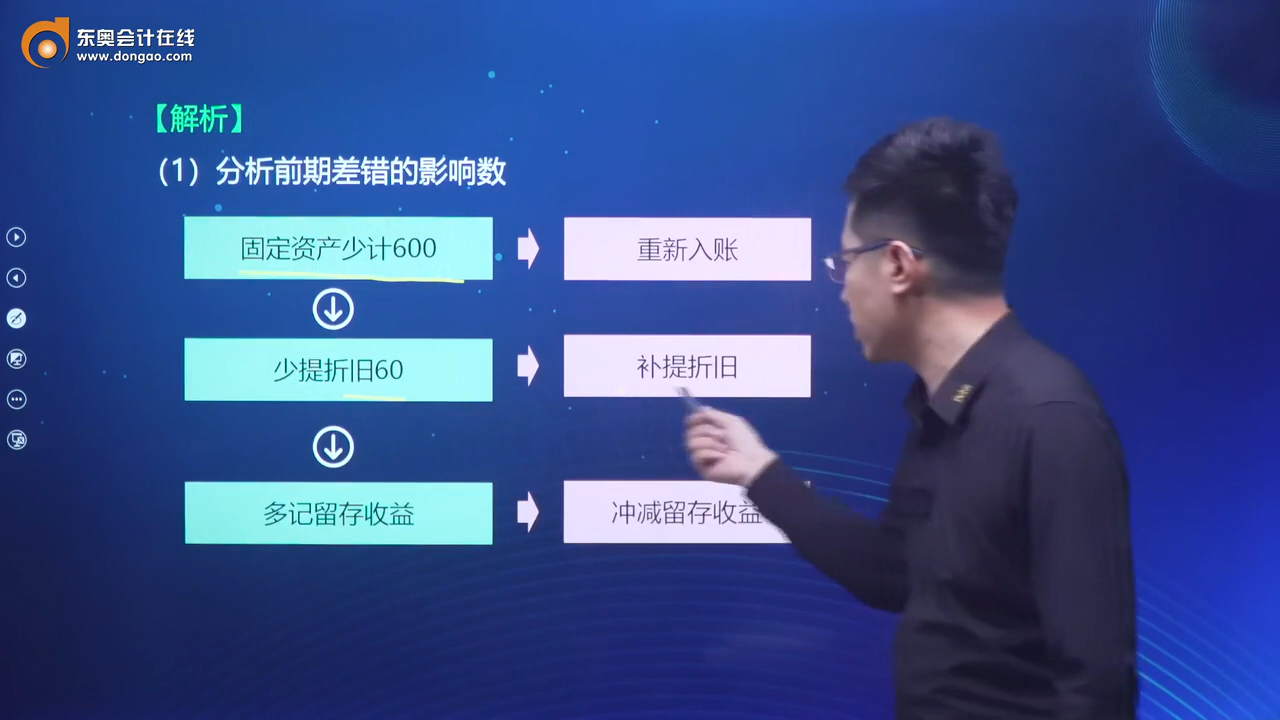 东奥会计在线
www.dongao.com
【解析】
（1）分析前期差错的影响数
固定资产少计600
重新入账
少提折旧60
补提折旧
多记留存收益
冲减留存收益